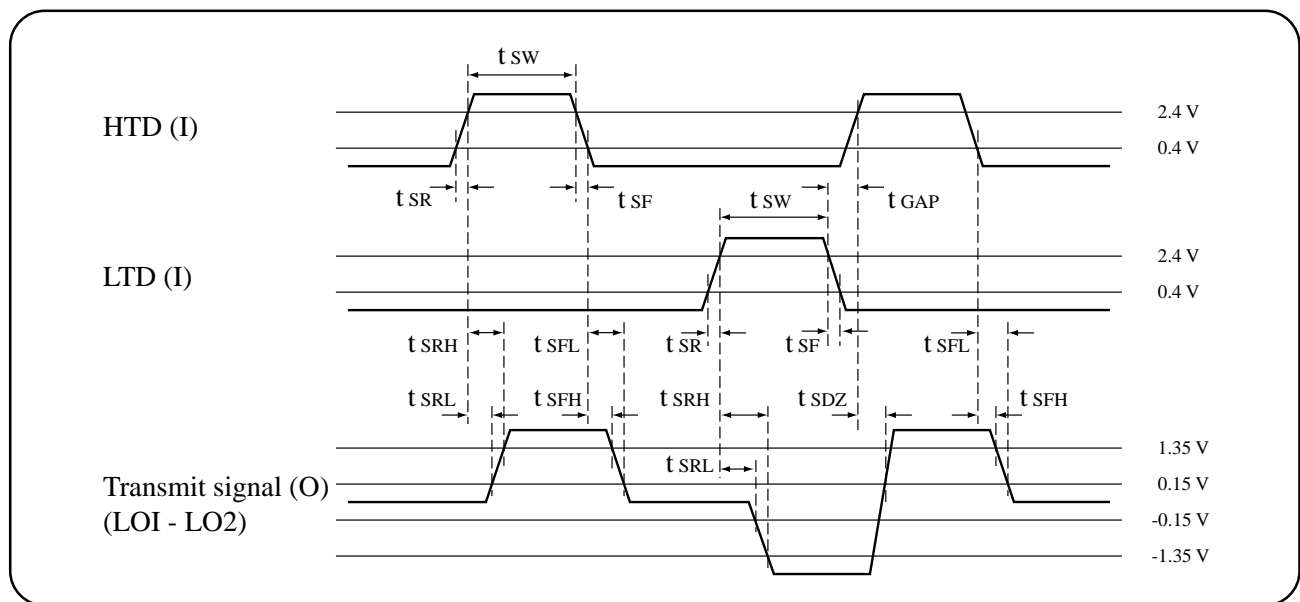 t SW
HTD (I)
2.4 V
0.4 V
t SR
t SF
t SW
t GAP
LTD (I)
2.4 V
0.4 V
t SRH
t SFL
t SR
t SF
t SFL
t SRL
t SFH
t SRH
t SDZ
t SFH
1.35 V
t SRL
0.15 V
Transmit signal (O)
(LOI - LO2)
-0.15 V
-1.35 V